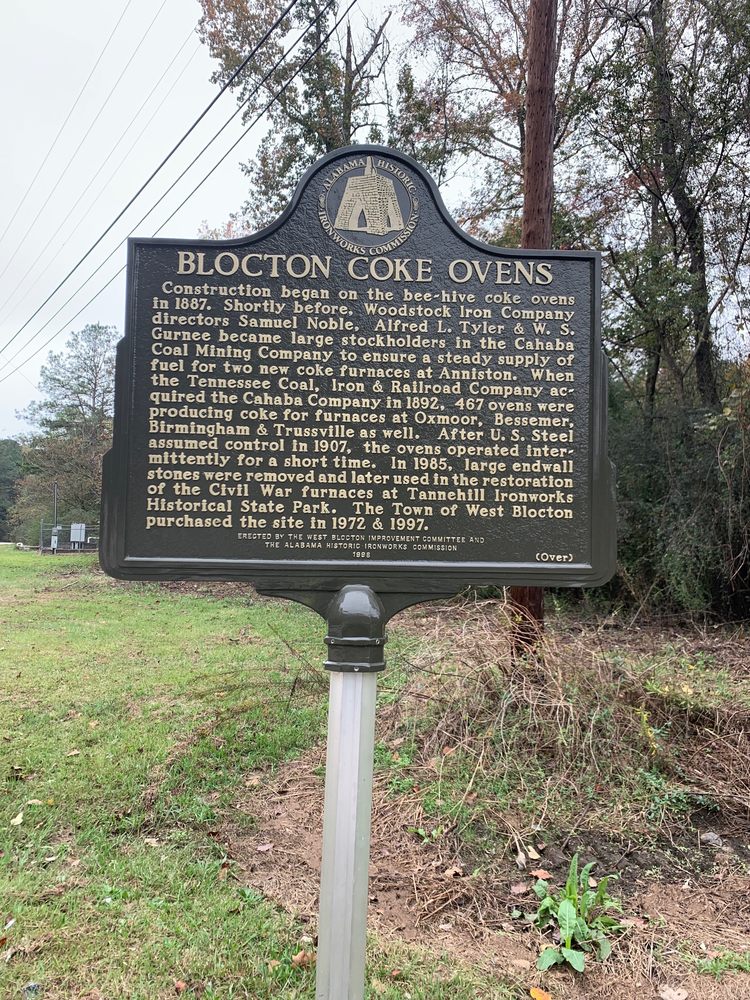 ALABAMA HISTORIC
IRONWORKS COMMISSION
BLOCTON COKE OVENS
Construction began on the bee-hive coke ovens
in 1887. Shortly before, Woodstock Iron Company
directors Samuel Noble, Alfred L. Tyler & W. S.
Gurnee became large stockholders in the Cahaba
Coal Mining Company to ensure a steady supply of
fuel for two new coke furnaces at Anniston. When
the Tennessee Coal, Iron & Railroad Company ac-
quired the Cahaba Company in 1892, 467 ovens were
producing coke for furnaces at Oxmoor, Bessemer,
Birmingham & Trussville as well. After U. S. Steel
assumed control in 1907, the ovens operated inter-
mittently for a short time. In 1985, large endwall
stones were removed and later used in the restoration
of the Civil War furnaces at Tannehill Ironworks
Historical State Park. The Town of West Blocton
purchased the site in 1972 & 1997.
ERECTED BY THE WEST BLOCTON IMPROVEMENT COMMITTEE AND
THE ALABAMA HISTORIC IRONWORKS COMMISSION
1998
(Over)